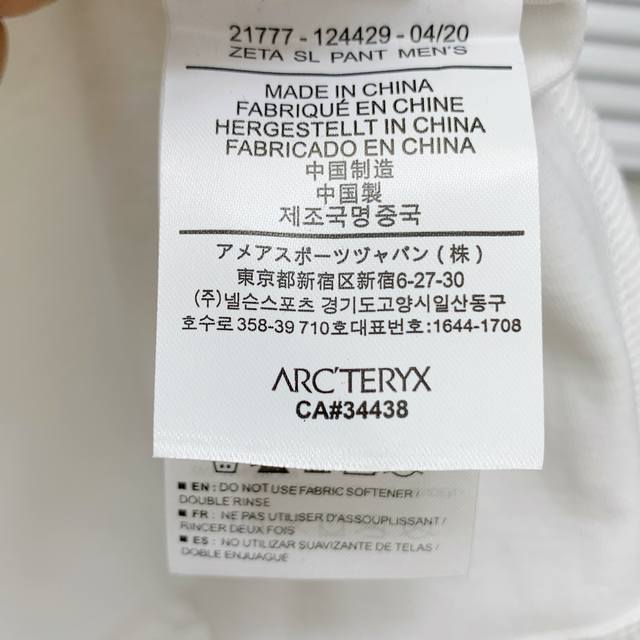 21777-124429-04/20
ZETA SL PANT MEN'S
MADE IN CHINA
FABRIQUÉ EN CHINE
HERGESTELLT IN CHINA
FABRICADO EN CHINA
中国制造
中国製
제조국명중국
アメアスポーツヅャパン(株)
東京都新宿区新宿6-27-30
(주)넬슨스포츠 경기도고양시일산동구
호수로358-39 710호대표번호:1644-1708
ARC'TERYX
CA#34438
EN: DO NOT USE FABRIC SOFTENER/
DOUBLE RINSE
FR: NE PAS UTILISER D'ASSOUPLISSANT/
RINCER DEUX FOIS
ES: NO UTILIZAR SUAVIZANTE DE TELAS/
DOBLE ENJUAGUE